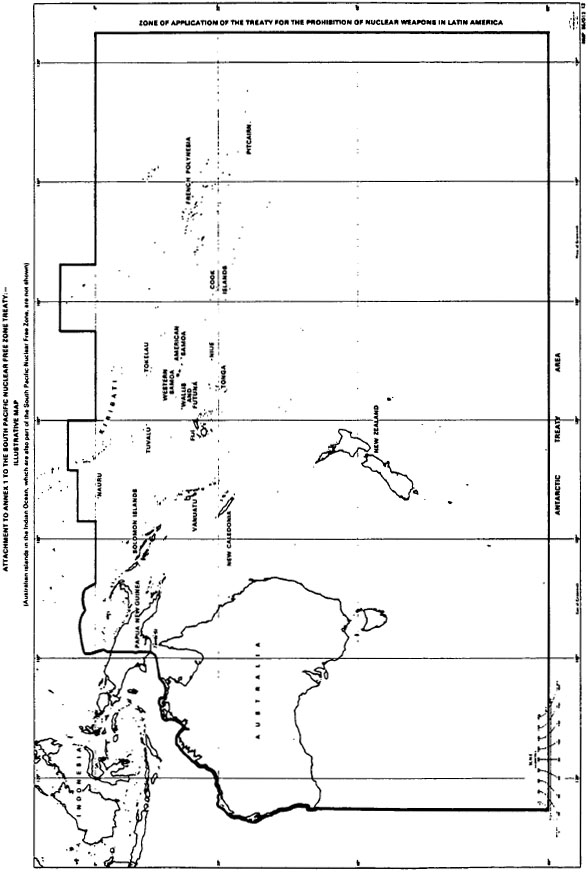 ATTACHMENT TO ANNEX 1 TO THE SOUTH PACIFIC NUCLEAR FREE ZONE TREATY:—
ILLUSTRATIVE MAP
(Australian islands in the Indian Ocean, which are also part of the South Pacific Nuclear Free Zone, are not shown)
ZONE OF APPLICATION OF THE TREATY FOR THE PROHIBITION OF NUCLEAR WEAPONS IN LATIN AMERICA
PITCAIRN
FRENCH POLYNESIA
COOK
ISLANDS
TOKELAU
AMERICAN
SAMOA
WESTERN
SAMOA
NIUE
WALLIS
AND
FUTUNA
TONGA
KIRIBATI
TUVALU
FIJI
NAURU
SOLOMON ISLANDS
VANUATU
NEW CALEDONIA
NEW ZEALAND
PAPUA NEW GUINEA
AUSTRALIA
INDONESIA
ANTARCTIC TREATY AREA